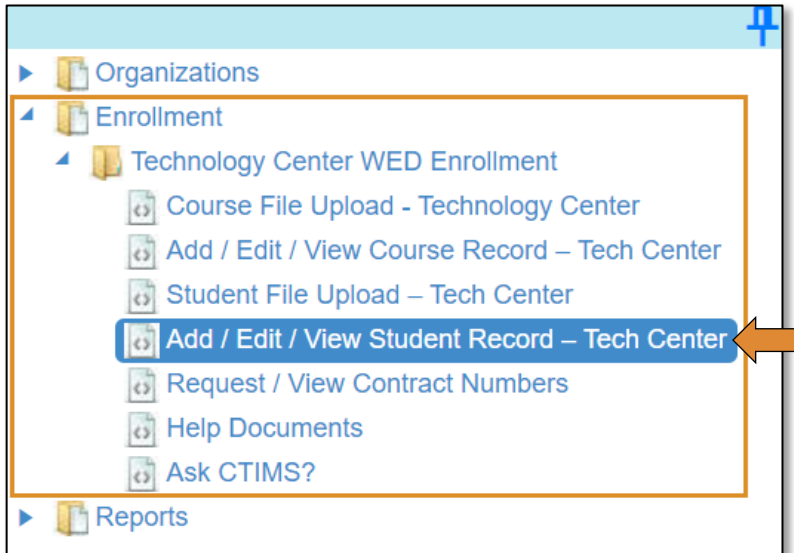 Organizations
Enrollment
Technology Center WED Enrollment
Course File Upload - Technology Center
Add / Edit / View Course Record – Tech Center
Student File Upload – Tech Center
Add / Edit / View Student Record – Tech Center
Request / View Contract Numbers
Help Documents
Ask CTIMS?
Reports